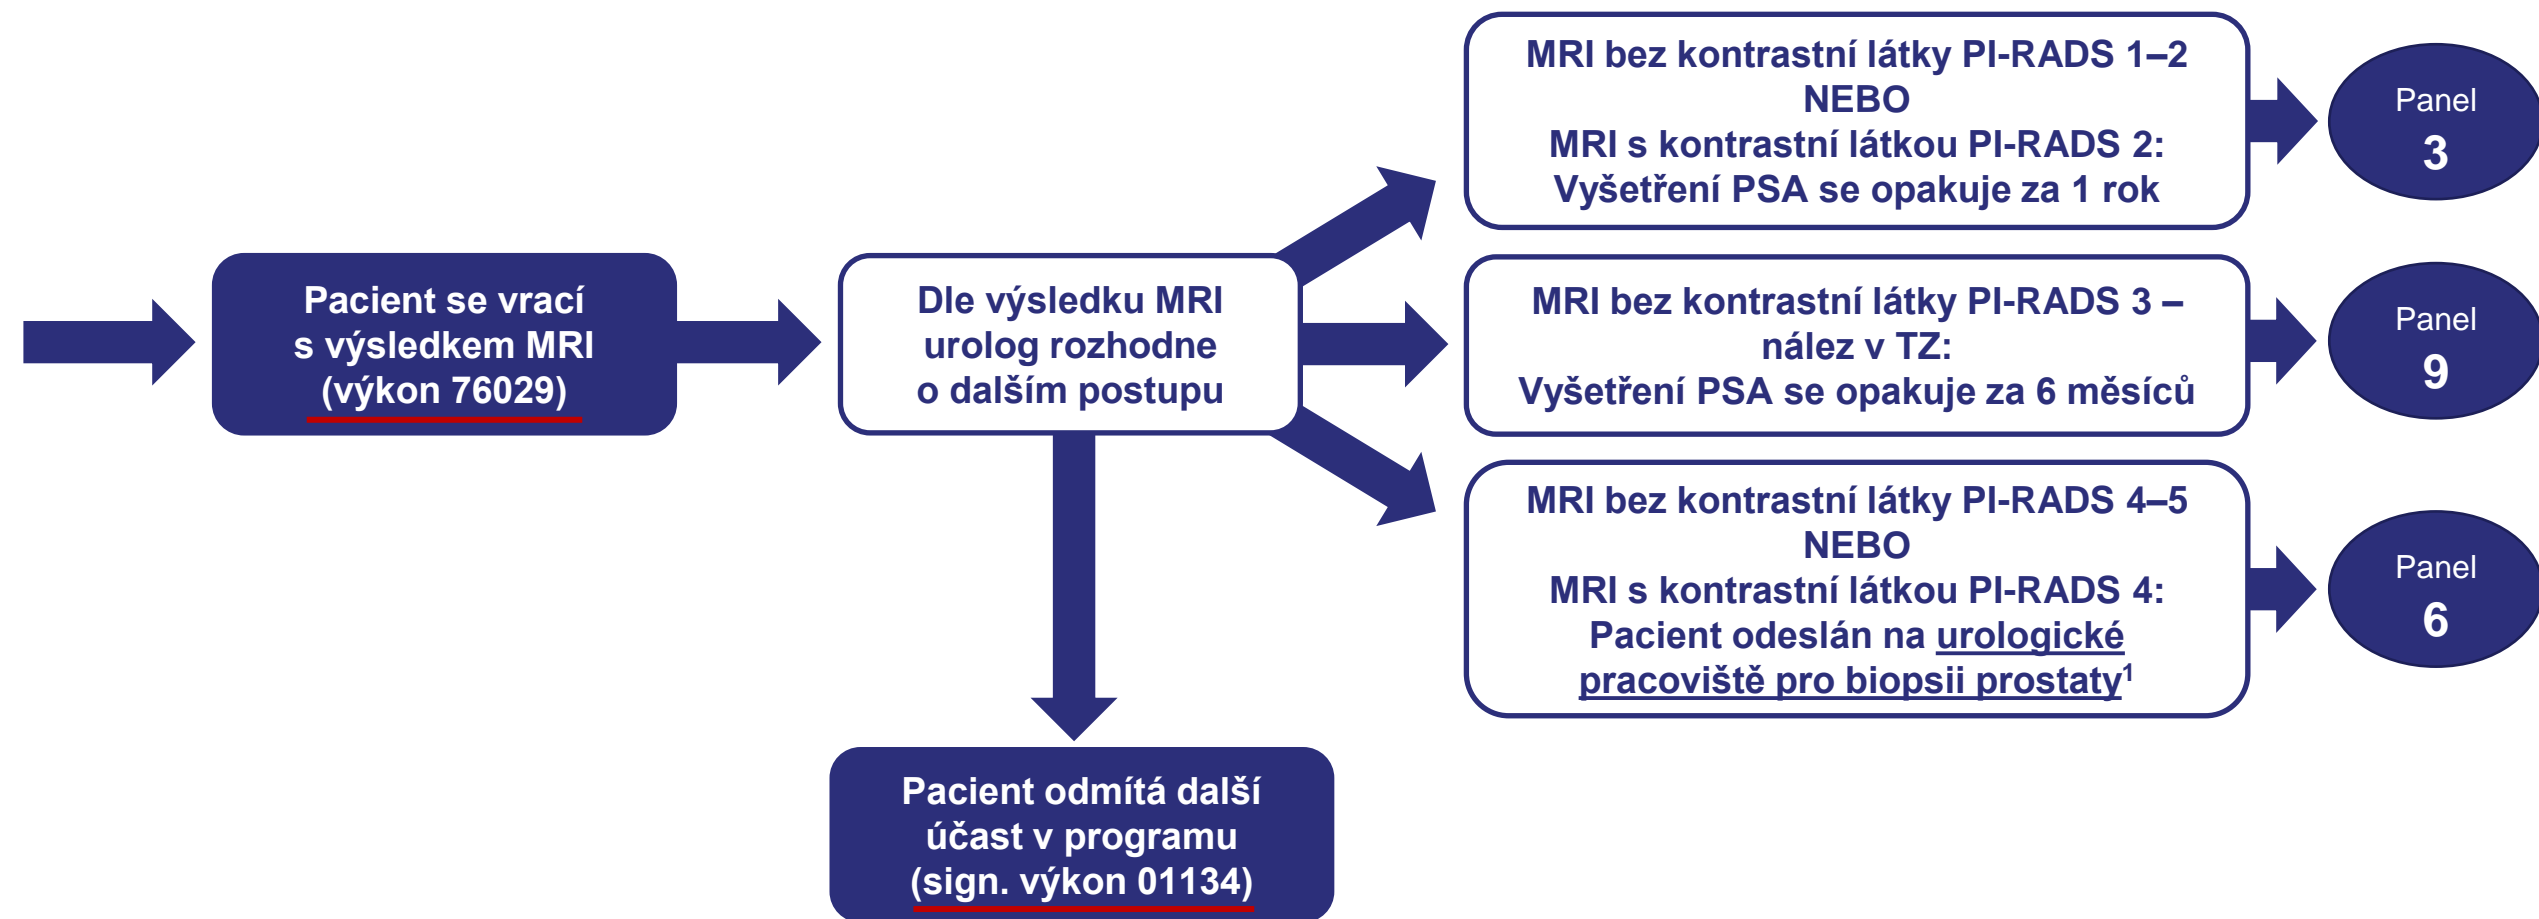 Pacient se vrací
s výsledkem MRI
(výkon 76029)
Dle výsledku MRI
urolog rozhodne
o dalším postupu
MRI bez kontrastní látky PI-RADS 1–2
NEBO
MRI s kontrastní látkou PI-RADS 2:
Vyšetření PSA se opakuje za 1 rok
Panel
3
MRI bez kontrastní látky PI-RADS 3 –
nález v TZ:
Vyšetření PSA se opakuje za 6 měsíců
Panel
9
MRI bez kontrastní látky PI-RADS 4–5
NEBO
MRI s kontrastní látkou PI-RADS 4:
Pacient odeslán na urologické
pracoviště pro biopsii prostaty¹
Panel
6
Pacient odmítá další
účast v programu
(sign. výkon 01134)